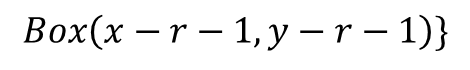 Box(x − r − 1, y − r − 1)}